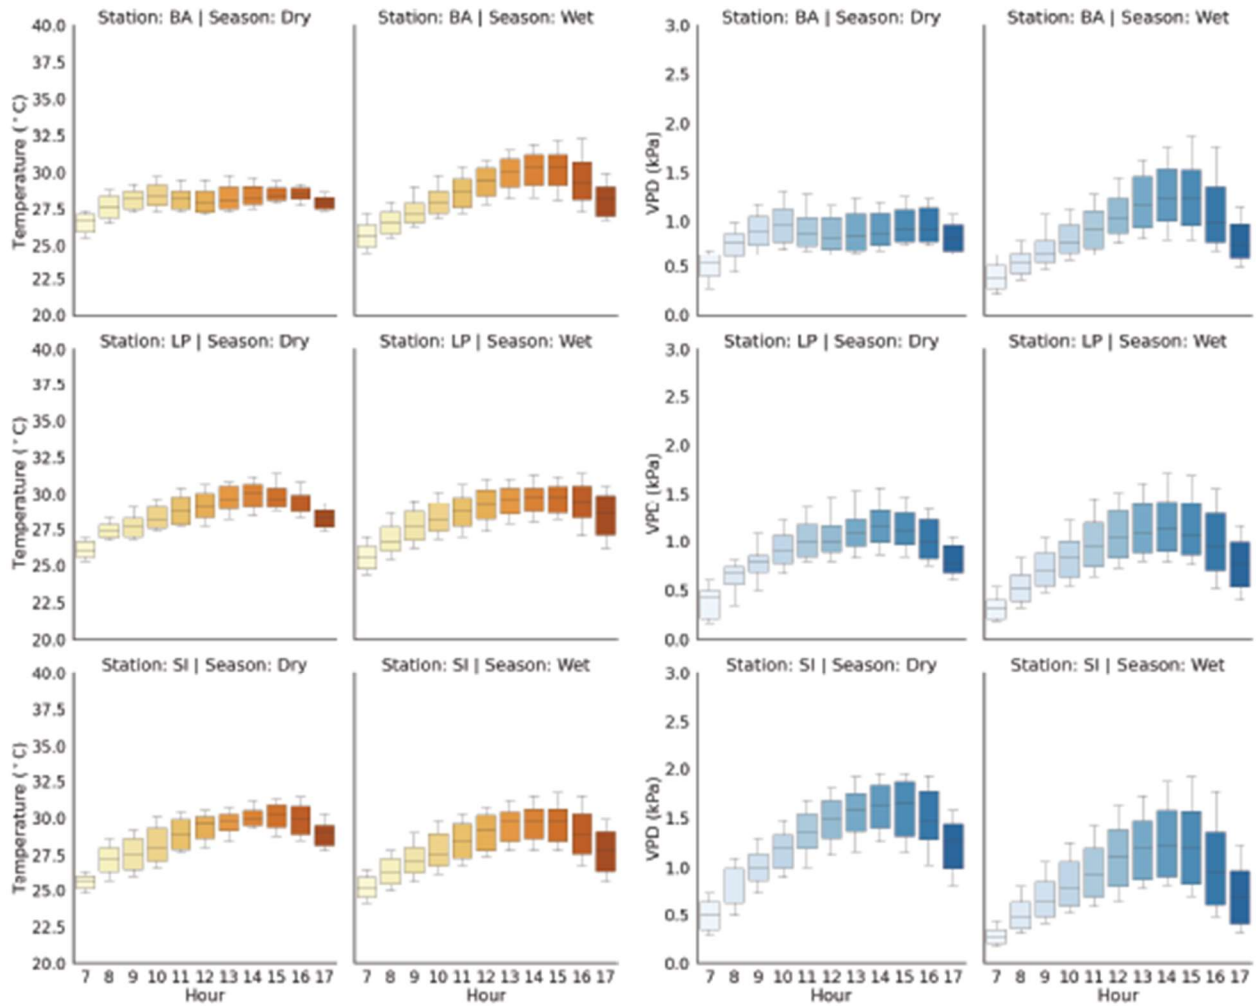 Station: BA | Season: Dry
Station: BA | Season: Wet
Station: BA | Season: Dry
Station: BA | Season: Wet
Temperature (°C)
40.0
37.5
35.0
32.5
30.0
27.5
25.0
22.5
20.0
VPD (kPa)
3.0
2.5
2.0
1.5
1.0
0.5
0.0
Station: LP | Season: Dry
Station: LP | Season: Wet
Station: LP | Season: Dry
Station: LP | Season: Wet
Temperature (°C)
40.0
37.5
35.0
32.5
30.0
27.5
25.0
22.5
20.0
VPD (kPa)
3.0
2.5
2.0
1.5
1.0
0.5
0.0
Station: SI | Season: Dry
Station: SI | Season: Wet
Station: SI | Season: Dry
Station: SI | Season: Wet
Temperature (°C)
40.0
37.5
35.0
32.5
30.0
27.5
25.0
22.5
20.0
VPD (kPa)
3.0
2.5
2.0
1.5
1.0
0.5
0.0
7 8 9 10 11 12 13 14 15 16 17
7 8 9 10 11 12 13 14 15 16 17
7 8 9 10 11 12 13 14 15 16 17
7 8 9 10 11 12 13 14 15 16 17
Hour
Hour
Hour
Hour